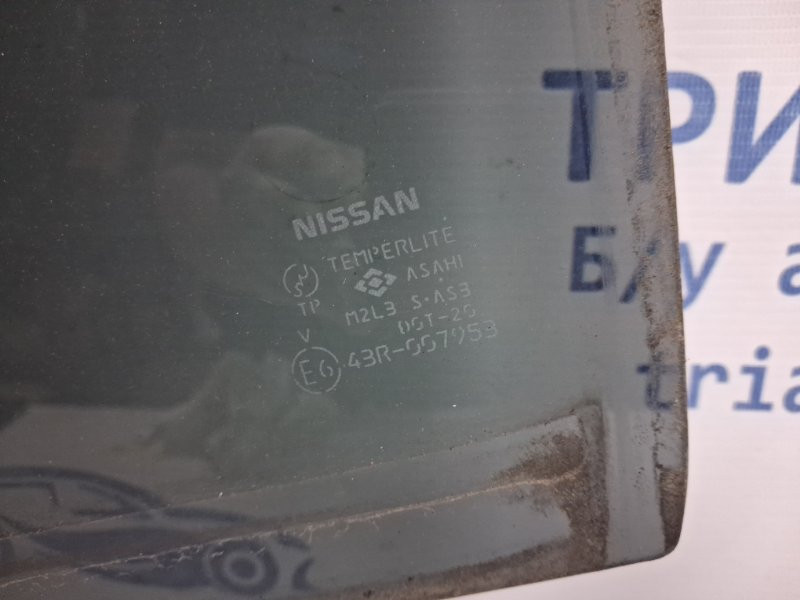 NISSAN
TEMPERLITE
ASAHI
TP
M2L3 S·AS3
DOT-20
V
E6 43R-007953
ТРИ
Б/у а
tria